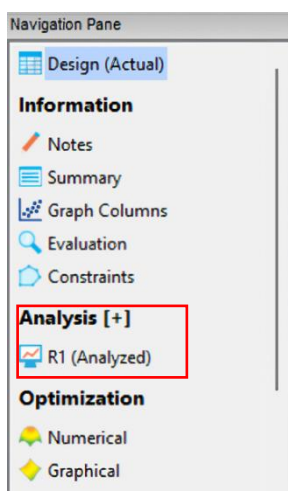 Navigation Pane
Design (Actual)
Information
Notes
Summary
Graph Columns
Evaluation
Constraints
Analysis [+]
R1 (Analyzed)
Optimization
Numerical
Graphical